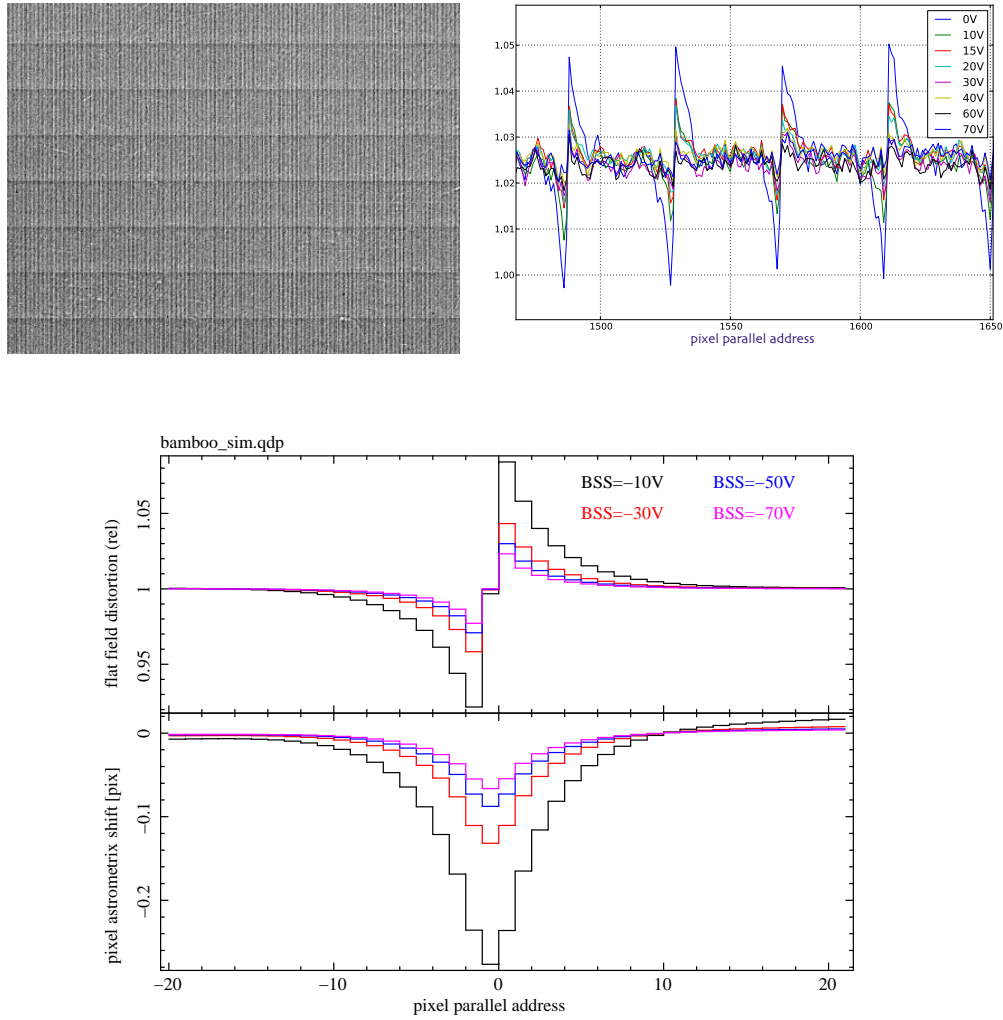 1.05
1.04
1.03
1.02
1.01
1.00
0V
10V
15V
20V
30V
40V
60V
70V
1500 1550 1600 1650
pixel parallel address
bamboo_sim.qdp
flat field distortion (rel)
0.95 1 1.05
BSS=−10V BSS=−50V
BSS=−30V BSS=−70V
pixel astrometrix shift [pix]
−0.2 −0.1 0
−20 −10 0 10 20
pixel parallel address